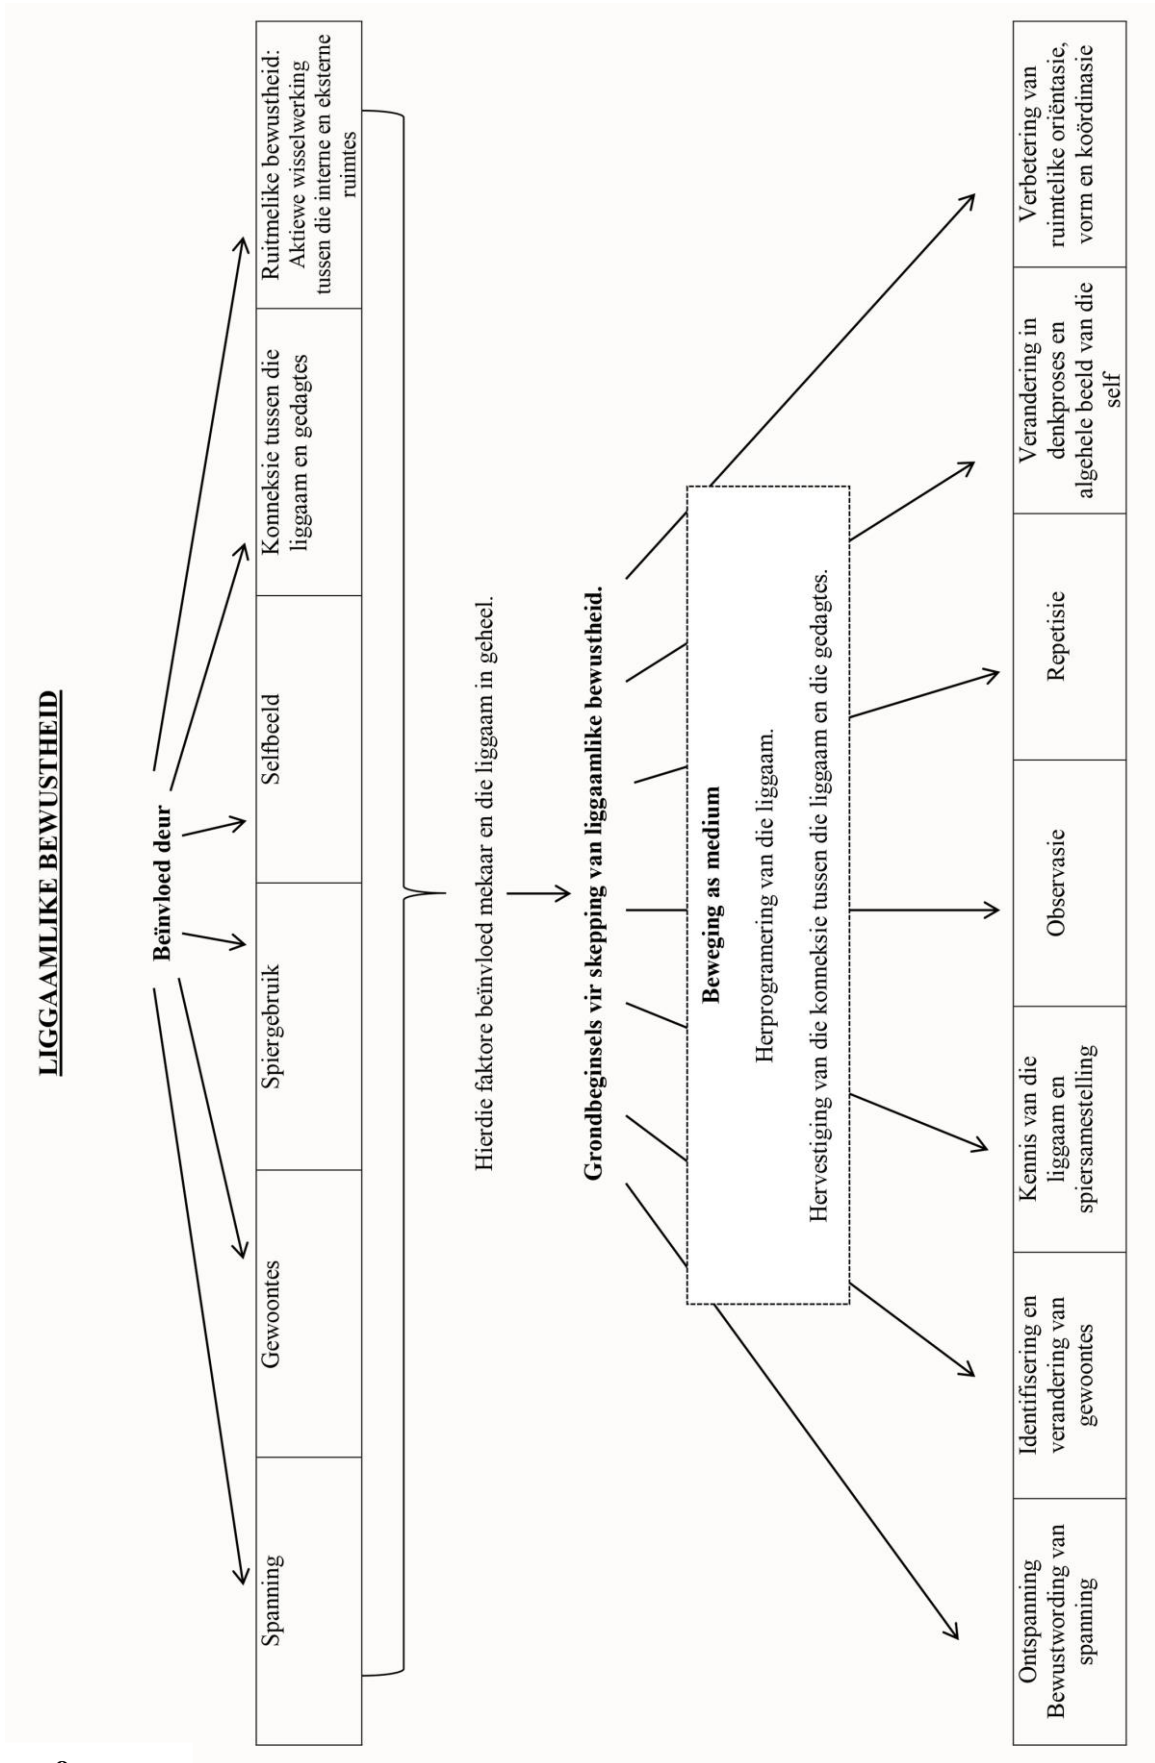 LIGGAAMLIKE BEWUSTHEID
Beïnvloed deur
Spanning
Gewoontes
Spiergebruik
Selfbeeld
Konneksie tussen die
liggaam en gedagtes
Ruitmelike bewustheid:
Aktiewe wisselwerking
tussen die interne en eksterne
ruimtes
Hierdie faktore beïnvloed mekaar en die liggaam in geheel.
Grondbeginsels vir skepping van liggaamlike bewustheid.
Beweging as medium
Herprogramering van die liggaam.
Hervestiging van die konneksie tussen die liggaam en die gedagtes.
Ontspanning
Bewustwording van
spanning
Identifisering en
verandering van
gewoontes
Kennis van die
liggaam en
spiersamestelling
Observasie
Repetisie
Verandering in
denkproses en
algehele beeld van die
self
Verbetering van
ruimtelike oriëntasie,
vorm en koördinasie